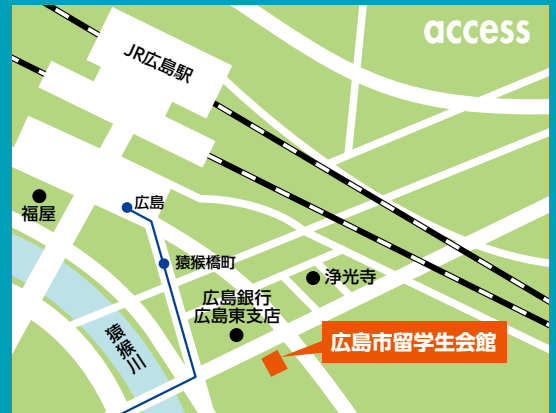 access
JR広島駅
広島
福屋
猿猴橋町
浄光寺
広島銀行
広島東支店
猿猴川
広島市留学生会館